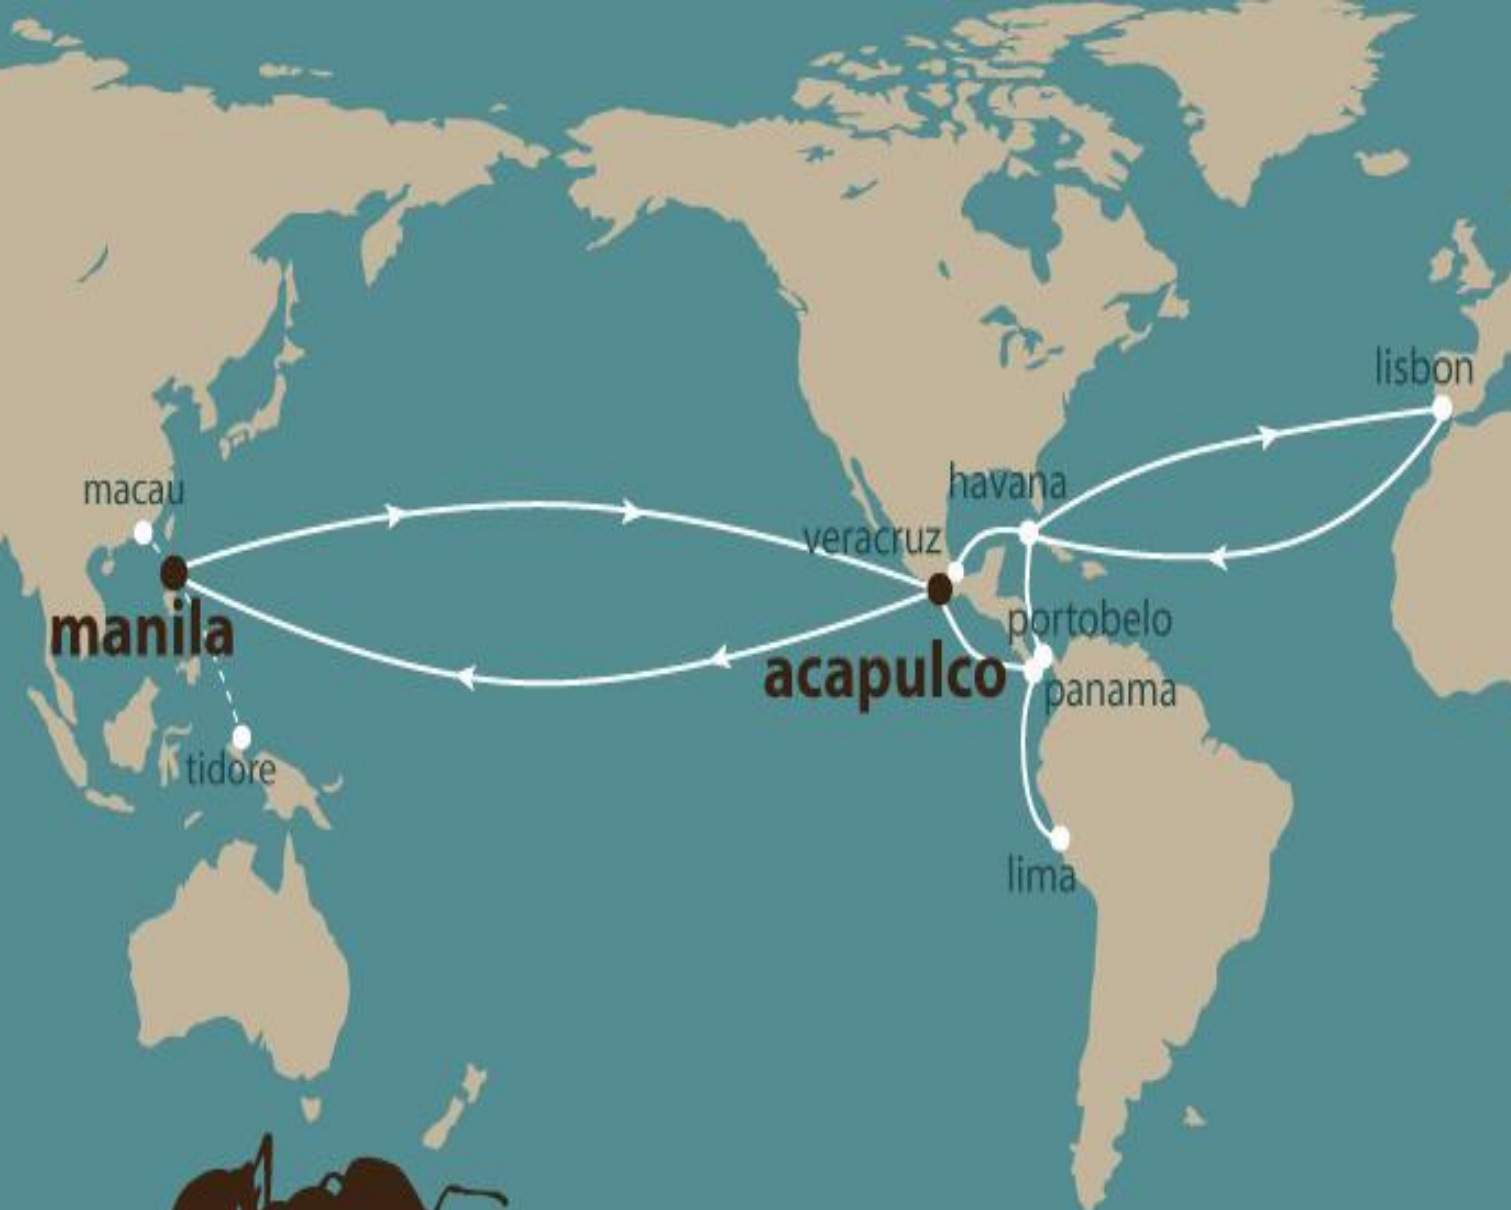 lisbon
havana
macau
veracruz
manila
portobelo
acapulco
panama
tidore
lima